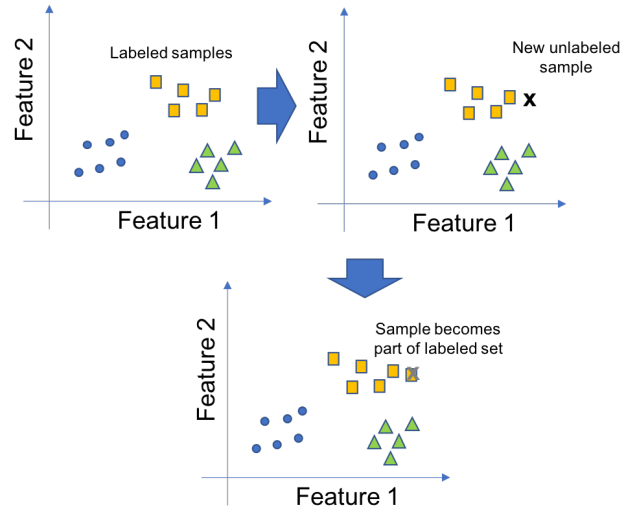 Labeled samples
Feature 2
Feature 1
New unlabeled
sample
x
Feature 2
Feature 1
Sample becomes
part of labeled set
x
Feature 2
Feature 1